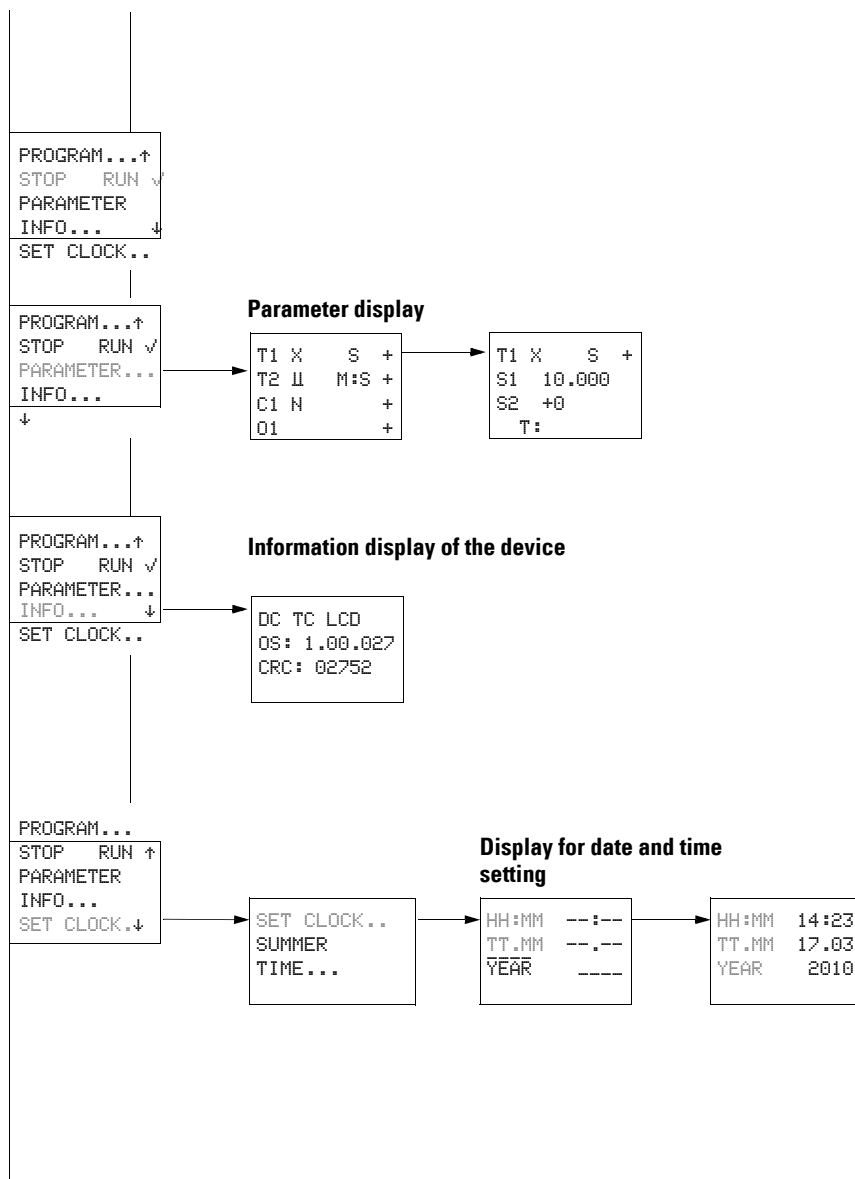 PROGRAM...↑
STOP RUN √
PARAMETER
INFO... ↓
SET CLOCK..
Parameter display
PROGRAM...↑
STOP RUN √
PARAMETER...
INFO...
↓
T1 X S +
T2 Ш M:S +
C1 N +
O1 +
T1 X S +
S1 10.000
S2 +0
T:
Information display of the device
PROGRAM...↑
STOP RUN √
PARAMETER...
INFO... ↓
SET CLOCK..
DC TC LCD
OS: 1.00.027
CRC: 02752
PROGRAM...
STOP RUN ↑
PARAMETER
INFO...
SET CLOCK.↓
Display for date and time
setting
SET CLOCK..
SUMMER
TIME...
HH:MM --:--
TT.MM --.--
YEAR ____
HH:MM 14:23
TT.MM 17.03
YEAR 2010